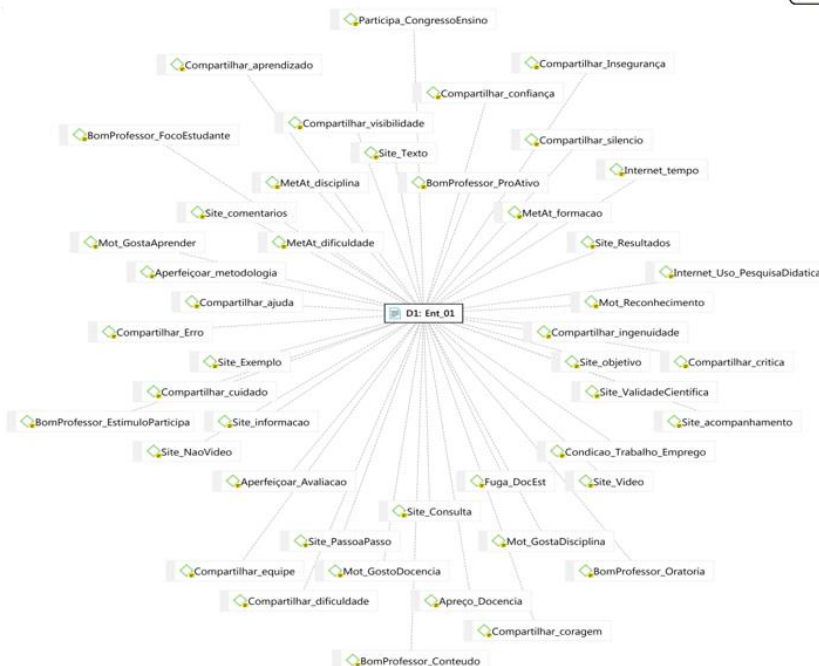 Participa_CongressoEnsino
Compartilhar_aprendizado
Compartilhar_Insegurança
Compartilhar_confiança
Compartilhar_visibilidade
BomProfessor_FocoEstudante
Compartilhar_silencio
Site_Texto
Internet_tempo
MetAt_disciplina
BomProfessor_ProAtivo
Site_comentarios
MetAt_formacao
Mot_GostaAprender
MetAt_dificuldade
Site_Resultados
Aperfeiçoar_metodologia
Internet_Uso_PesquisaDidatica
Compartilhar_ajuda
Mot_Reconhecimento
D1: Ent_01
Compartilhar_Erro
Compartilhar_ingenuidade
Site_Exemplo
Site_objetivo
Compartilhar_critica
Compartilhar_cuidado
Site_ValidadeCientífica
BomProfessor_EstimuloParticipa
Site_informacao
Site_acompanhamento
Site_NaoVideo
Condicao_Trabalho_Emprego
Aperfeiçoar_Avaliacao
Fuga_DocEst
Site_Video
Site_Consulta
Site_PassoaPasso
Mot_GostaDisciplina
Compartilhar_equipe
Mot_GostoDocencia
BomProfessor_Oratoria
Compartilhar_dificuldade
Apreço_Docencia
Compartilhar_coragem
BomProfessor_Conteudo